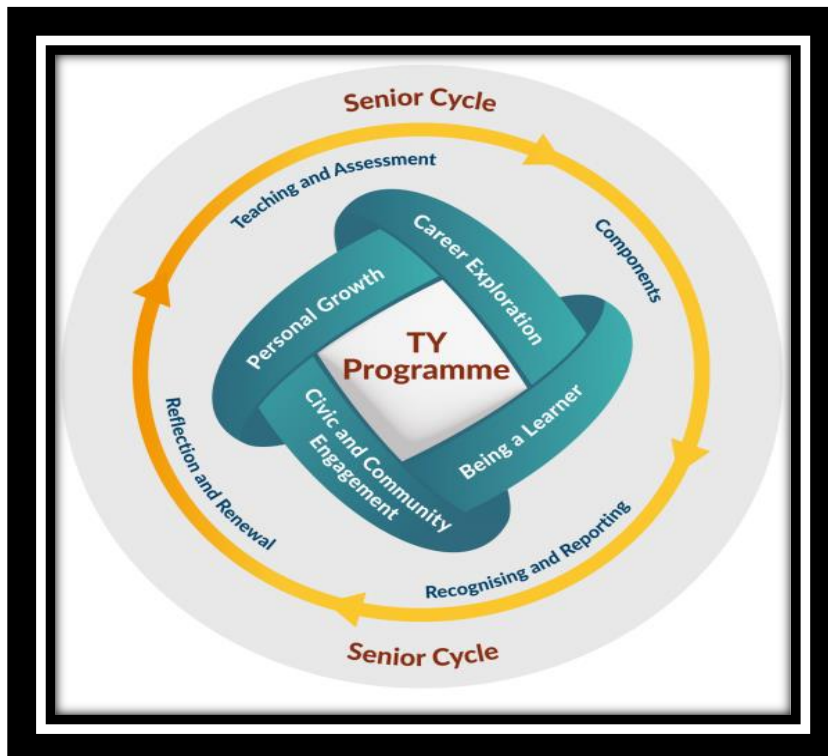 Senior Cycle
Teaching and Assessment
Components
Career Exploration
Personal Growth
TY
Programme
Being a Learner
Civic and Community
Engagement
Reflection and Renewal
Recognising and Reporting
Senior Cycle